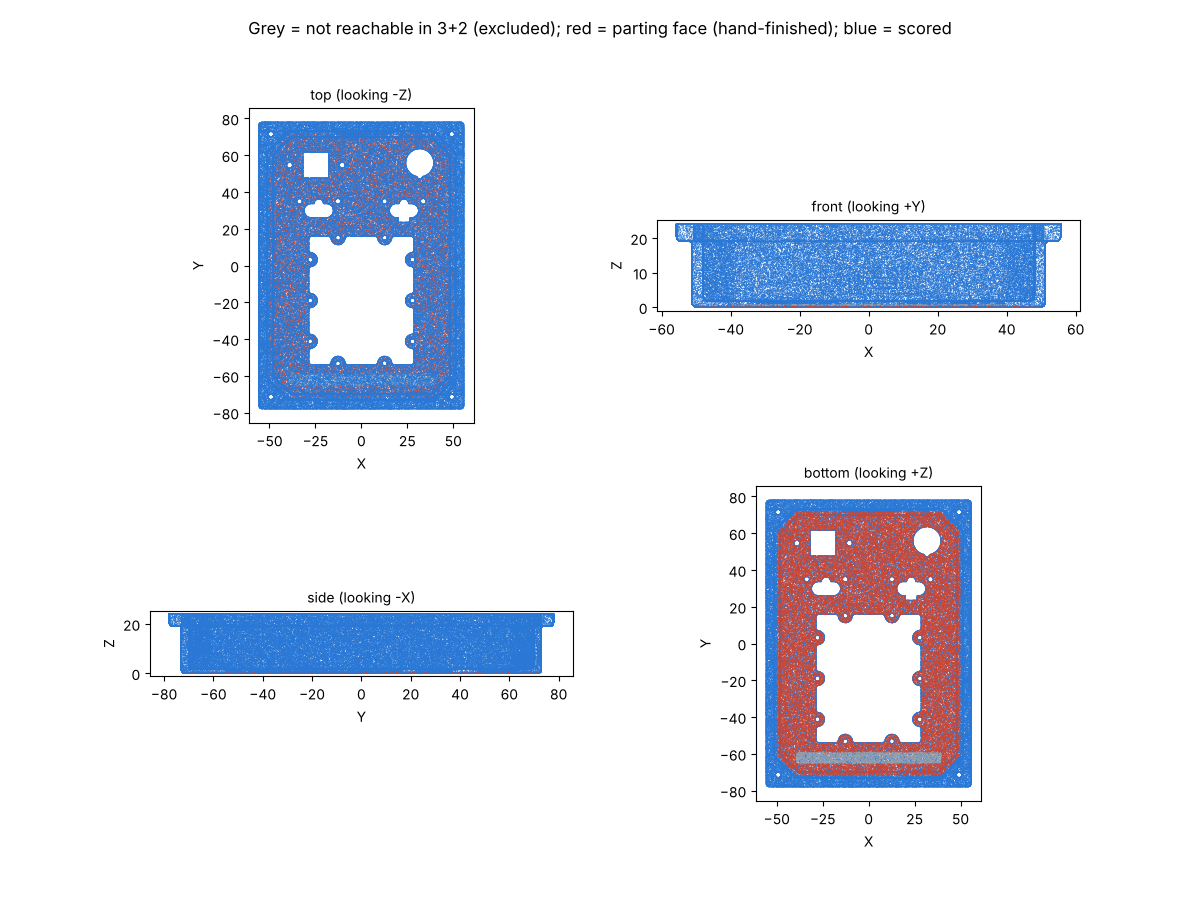 Grey = not reachable in 3+2 (excluded); red = parting face (hand-finished); blue = scored
top (looking -Z)
80
60
40
20
0
−20
−40
−60
−80
Y
−50 −25 0 25 50
X
front (looking +Y)
20
10
0
Z
−60 −40 −20 0 20 40 60
X
side (looking -X)
20
0
Z
−80 −60 −40 −20 0 20 40 60 80
Y
bottom (looking +Z)
80
60
40
20
0
−20
−40
−60
−80
Y
−50 −25 0 25 50
X